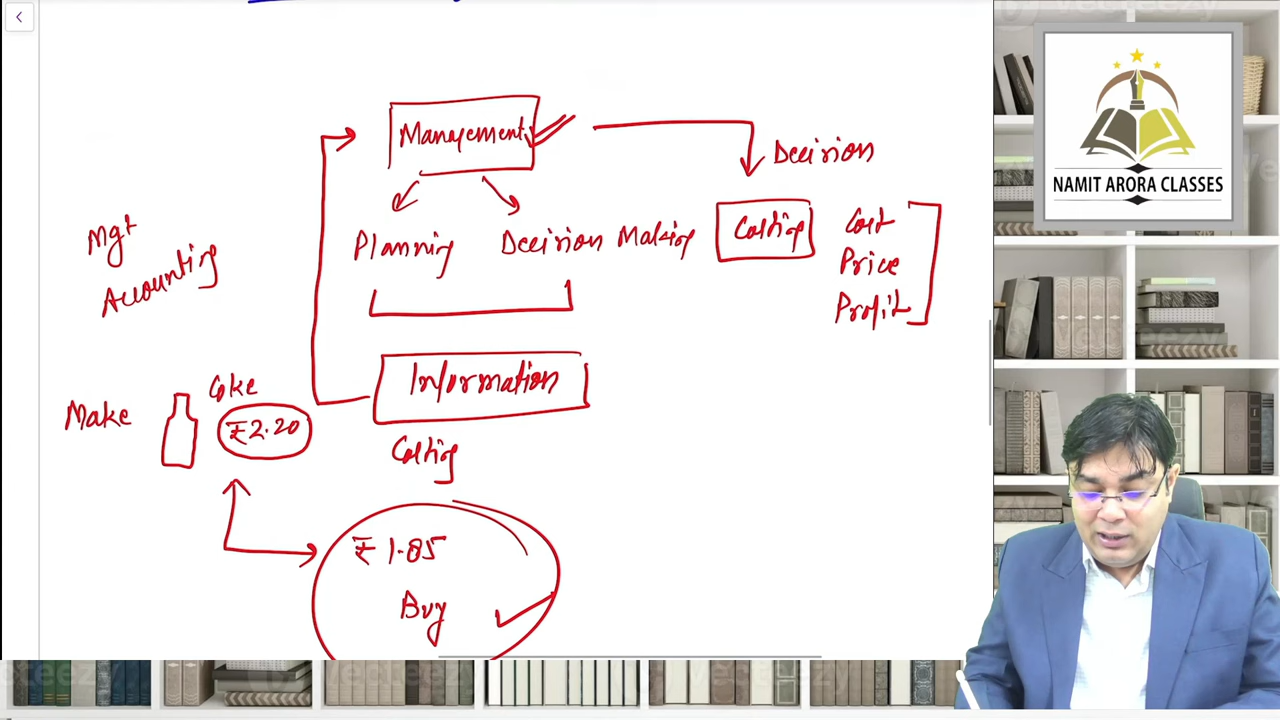 Management
Decision
Planning
Decision Making
Costing
Cost
Price
Profit
Mgt
Accounting
Information
Costing
Make
Coke
₹2.20
₹1.85
Buy
NAMIT ARORA CLASSES